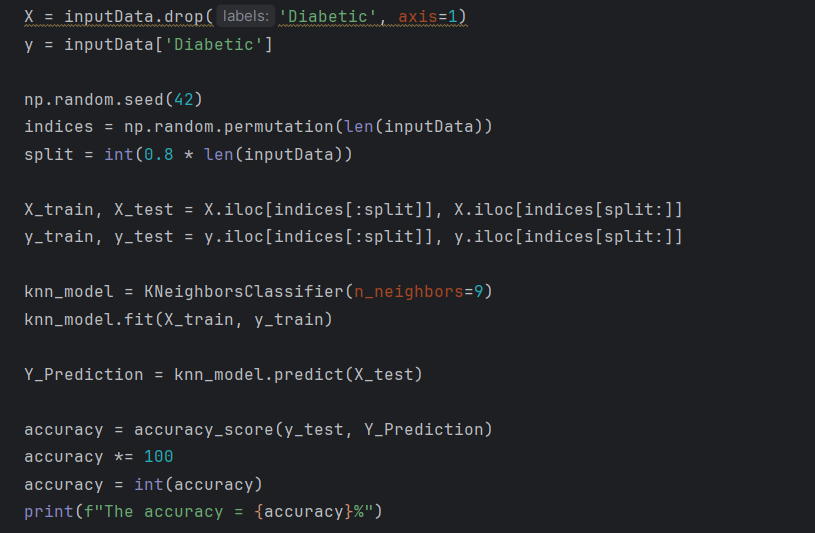 X = inputData.drop(labels: 'Diabetic', axis=1)
y = inputData['Diabetic']
np.random.seed(42)
indices = np.random.permutation(len(inputData))
split = int(0.8 * len(inputData))
X_train, X_test = X.iloc[indices[:split]], X.iloc[indices[split:]]
y_train, y_test = y.iloc[indices[:split]], y.iloc[indices[split:]]
knn_model = KNeighborsClassifier(n_neighbors=9)
knn_model.fit(X_train, y_train)
Y_Prediction = knn_model.predict(X_test)
accuracy = accuracy_score(y_test, Y_Prediction)
accuracy *= 100
accuracy = int(accuracy)
print(f"The accuracy = {accuracy}%")